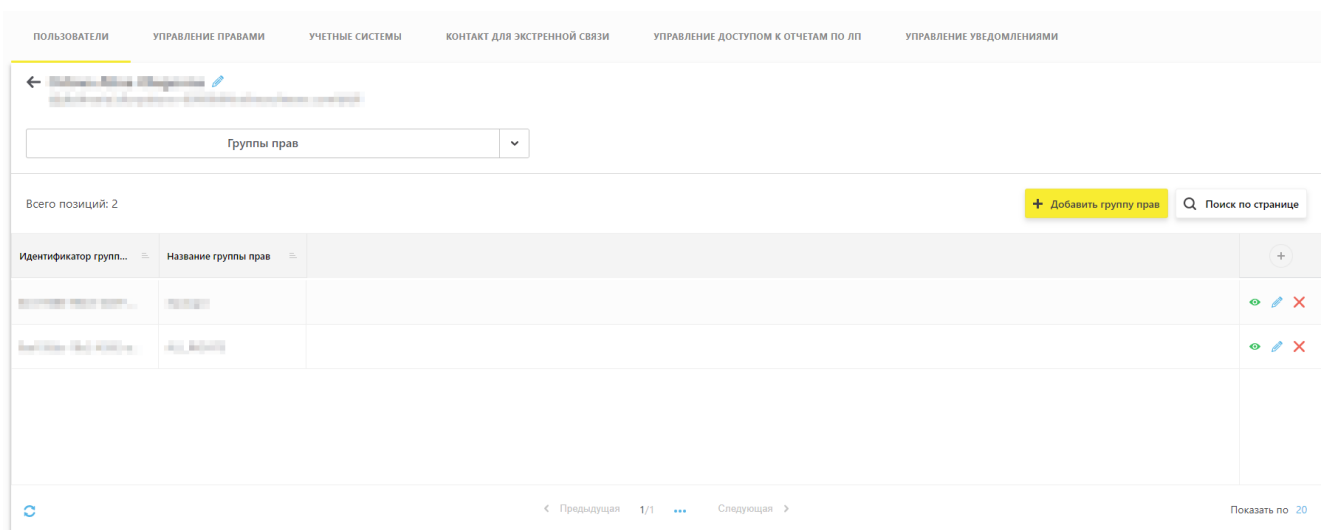 ПОЛЬЗОВАТЕЛИ УПРАВЛЕНИЕ ПРАВАМИ УЧЕТНЫЕ СИСТЕМЫ КОНТАКТ ДЛЯ ЭКСТРЕННОЙ СВЯЗИ УПРАВЛЕНИЕ ДОСТУПОМ К ОТЧЕТАМ ПО ЛП УПРАВЛЕНИЕ УВЕДОМЛЕНИЯМИ
Группы прав
Всего позиций: 2 + Добавить группу прав Поиск по странице
Идентификатор групп... Название группы прав
Предыдущая 1/1 ••• Следующая Показать по 20